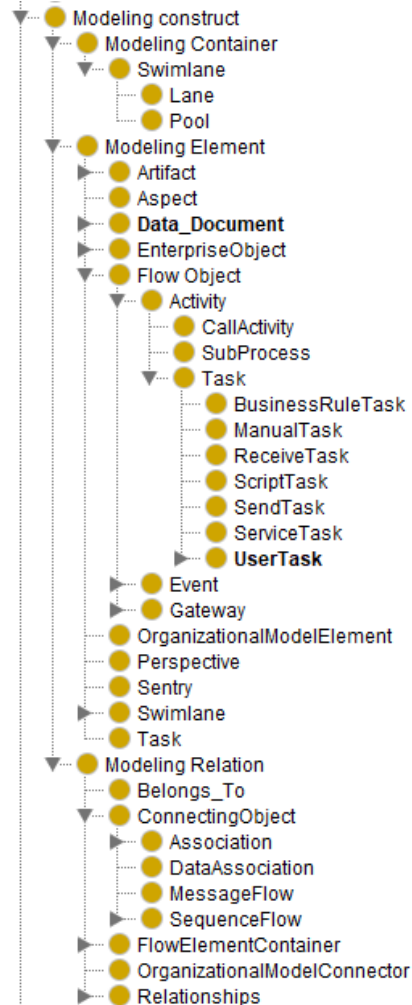 Modeling construct
Modeling Container
Swimlane
Lane
Pool
Modeling Element
Artifact
Aspect
Data_Document
EnterpriseObject
Flow Object
Activity
CallActivity
SubProcess
Task
BusinessRuleTask
ManualTask
ReceiveTask
ScriptTask
SendTask
ServiceTask
UserTask
Event
Gateway
OrganizationalModelElement
Perspective
Sentry
Swimlane
Task
Modeling Relation
Belongs_To
ConnectingObject
Association
DataAssociation
MessageFlow
SequenceFlow
FlowElementContainer
OrganizationalModelConnector
Relationships